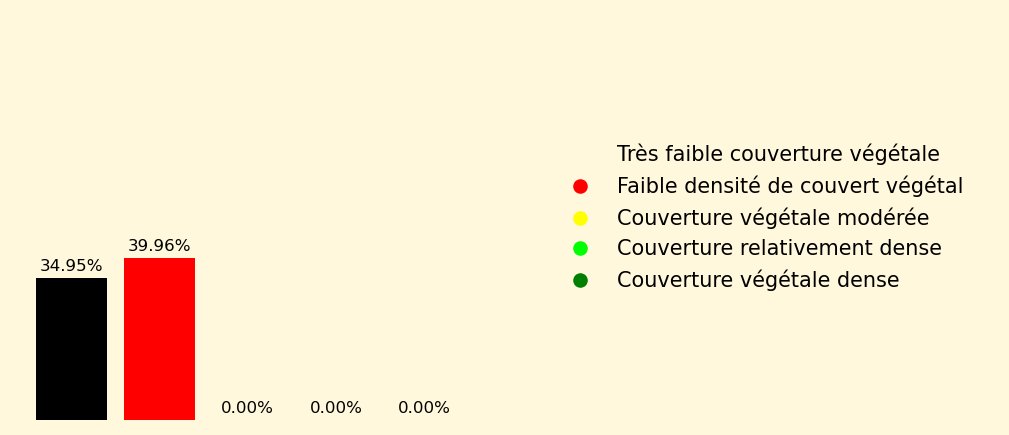 Très faible couverture végétale
Faible densité de couvert végétal
Couverture végétale modérée
Couverture relativement dense
Couverture végétale dense
39.96%
34.95%
0.00% 0.00% 0.00%